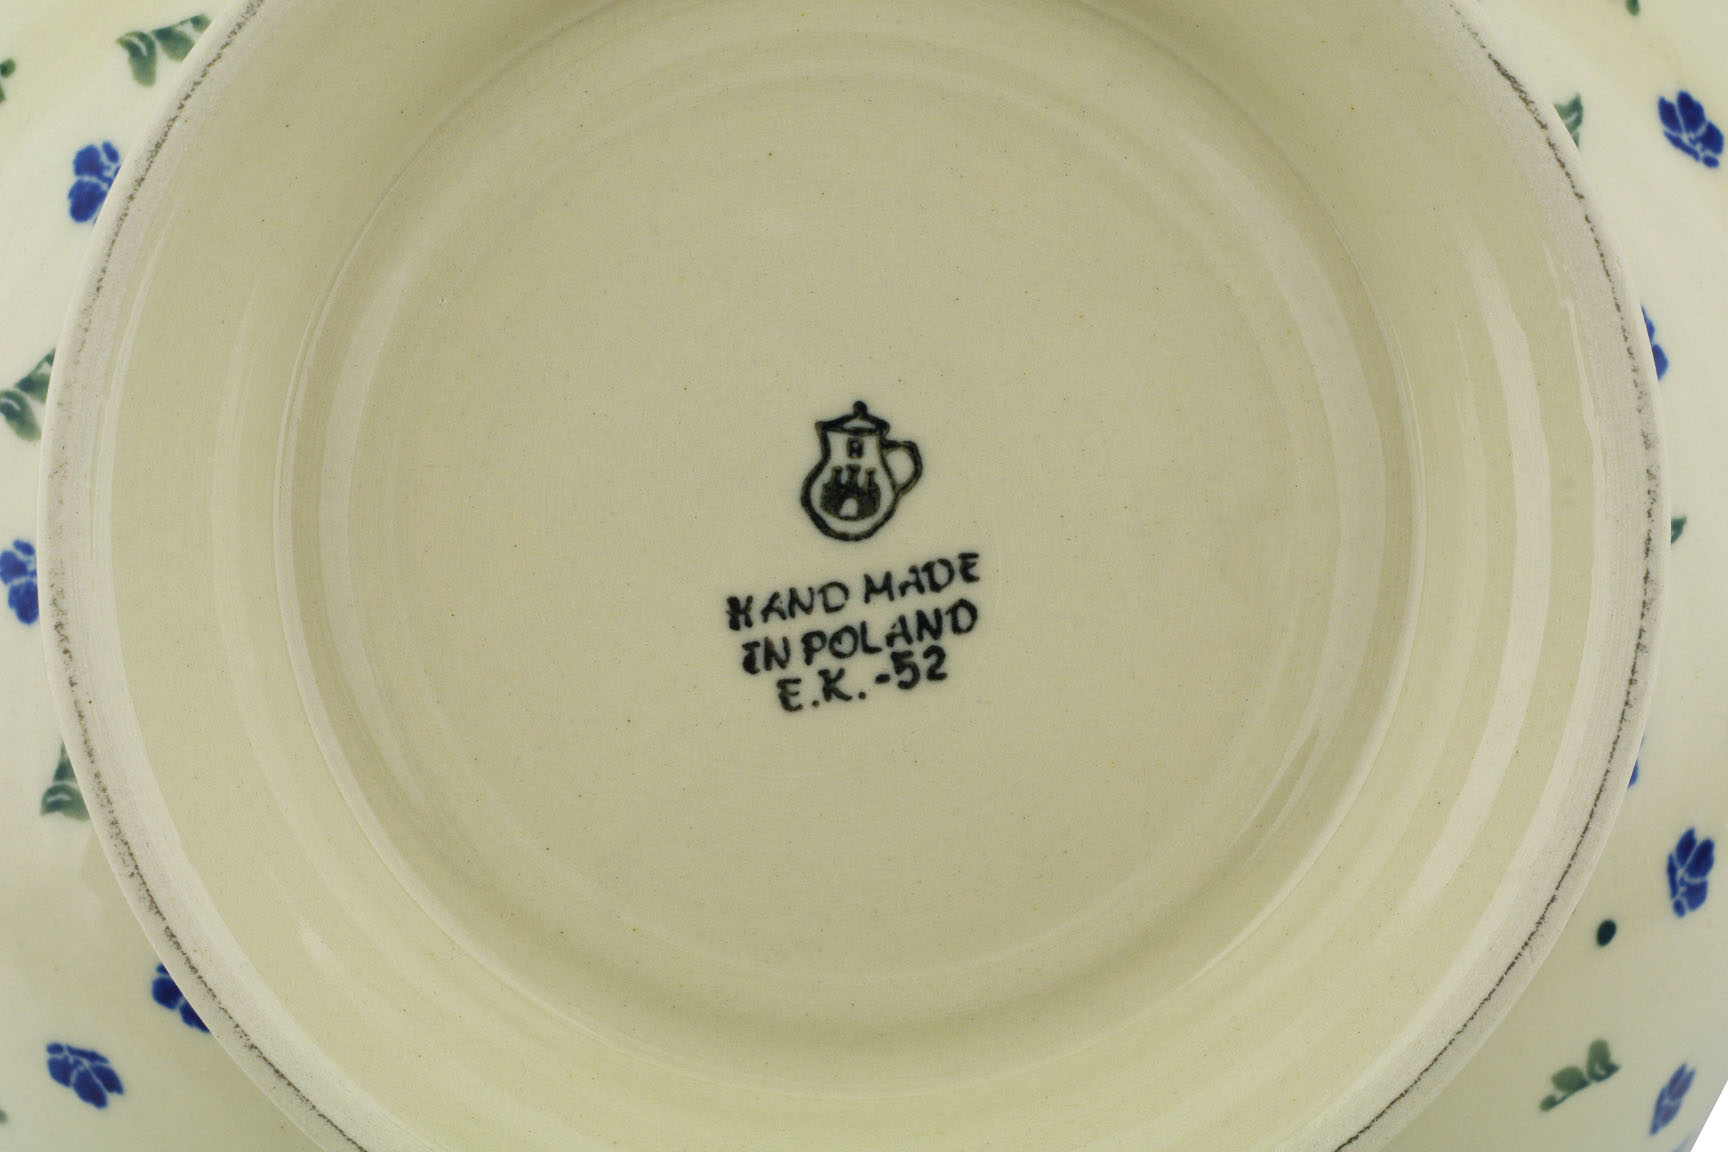 HAND MADE
IN POLAND
E.K.-52